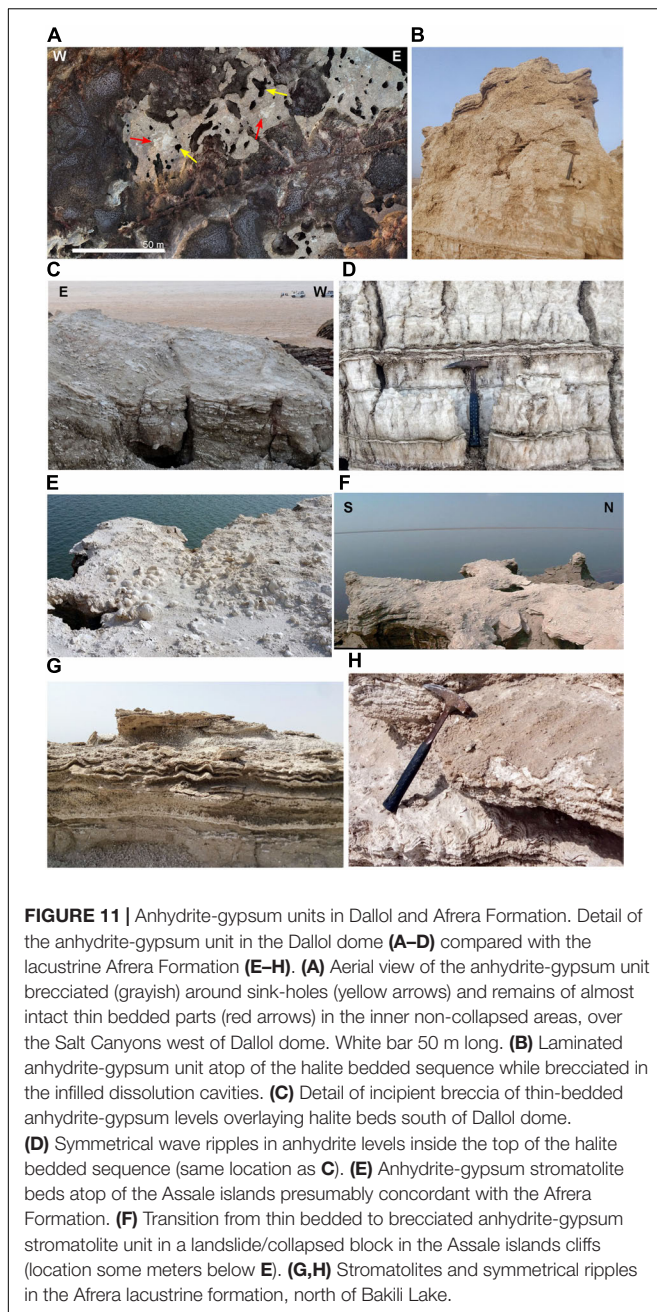 A
W
E
50 m
B
C
E
W
D
E
F
S
N
G
H
FIGURE 11 | Anhydrite-gypsum units in Dallol and Afrera Formation. Detail of
the anhydrite-gypsum unit in the Dallol dome (A–D) compared with the
lacustrine Afrera Formation (E–H). (A) Aerial view of the anhydrite-gypsum unit
brecciated (grayish) around sink-holes (yellow arrows) and remains of almost
intact thin bedded parts (red arrows) in the inner non-collapsed areas, over
the Salt Canyons west of Dallol dome. White bar 50 m long. (B) Laminated
anhydrite-gypsum unit atop of the halite bedded sequence while brecciated in
the infilled dissolution cavities. (C) Detail of incipient breccia of thin-bedded
anhydrite-gypsum levels overlaying halite beds south of Dallol dome.
(D) Symmetrical wave ripples in anhydrite levels inside the top of the halite
bedded sequence (same location as C). (E) Anhydrite-gypsum stromatolite
beds atop of the Assale islands presumably concordant with the Afrera
Formation. (F) Transition from thin bedded to brecciated anhydrite-gypsum
stromatolite unit in a landslide/collapsed block in the Assale islands cliffs
(location some meters below E). (G,H) Stromatolites and symmetrical ripples
in the Afrera lacustrine formation, north of Bakili Lake.